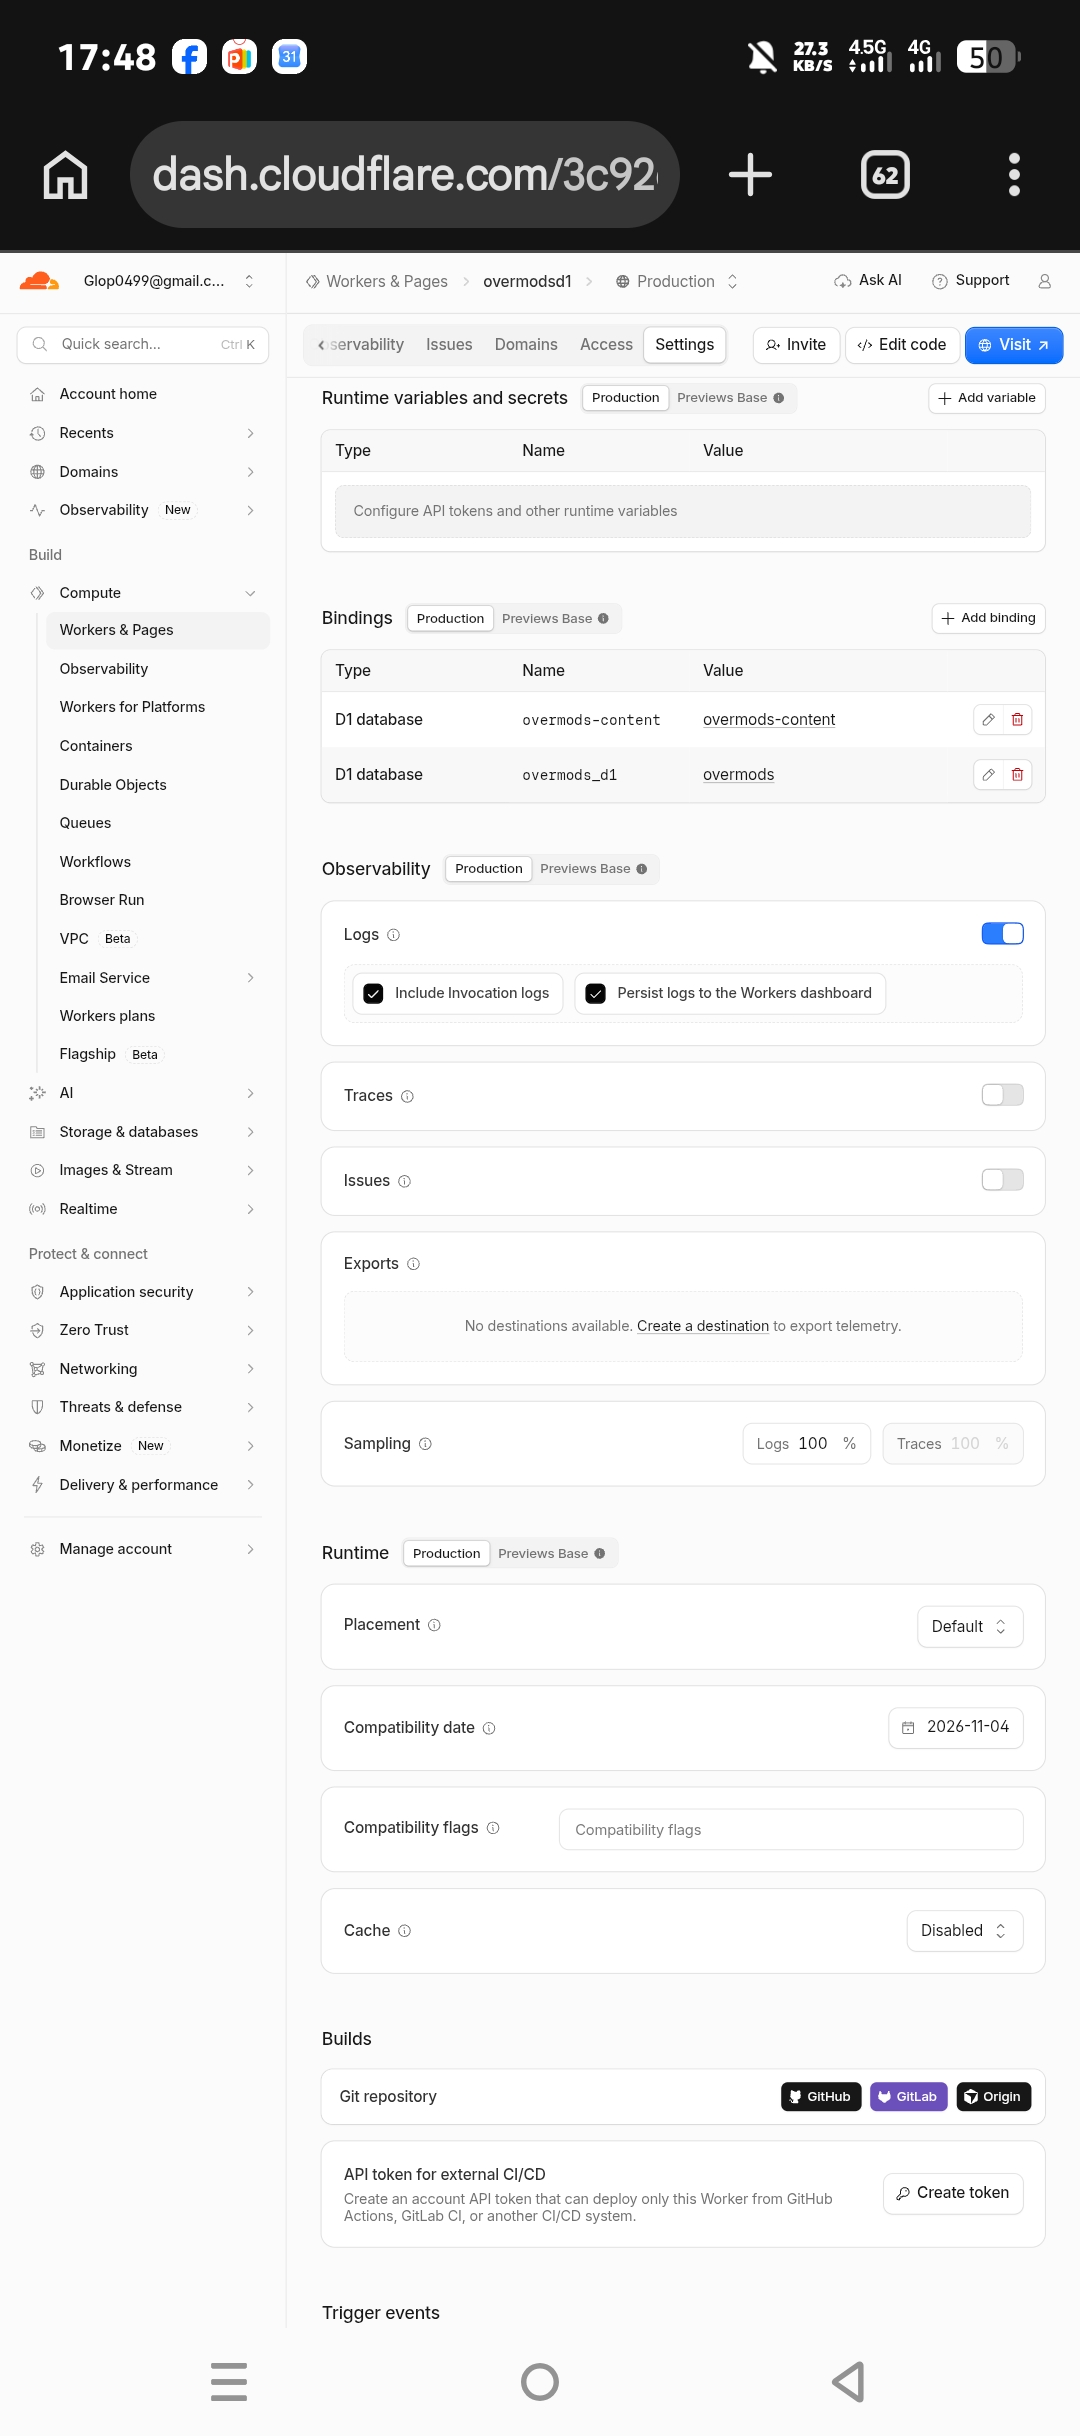 17:48
31
27.3
KB/S
4.5G
4G
50
dash.cloudflare.com/3c92
62
Glop0499@gmail.c...
Workers & Pages
overmodsd1
Production
Ask AI
Support
Quick search...
Ctrl K
servability
Issues
Domains
Access
Settings
Invite
Edit code
Visit
Account home
Recents
Domains
Observability
New
Build
Compute
Workers & Pages
Observability
Workers for Platforms
Containers
Durable Objects
Queues
Workflows
Browser Run
VPC
Beta
Email Service
Workers plans
Flagship
Beta
AI
Storage & databases
Images & Stream
Realtime
Protect & connect
Application security
Zero Trust
Networking
Threats & defense
Monetize
New
Delivery & performance
Manage account
Runtime variables and secrets
Production
Previews Base
Add variable
Type
Name
Value
Configure API tokens and other runtime variables
Bindings
Production
Previews Base
Add binding
Type
Name
Value
D1 database
overmods-content
overmods-content
D1 database
overmods_d1
overmods
Observability
Production
Previews Base
Logs
Include Invocation logs
Persist logs to the Workers dashboard
Traces
Issues
Exports
No destinations available. Create a destination to export telemetry.
Sampling
Logs 100 %
Traces 100 %
Runtime
Production
Previews Base
Placement
Default
Compatibility date
2026-11-04
Compatibility flags
Compatibility flags
Cache
Disabled
Builds
Git repository
GitHub
GitLab
Origin
API token for external CI/CD
Create an account API token that can deploy only this Worker from GitHub
Actions, GitLab CI, or another CI/CD system.
Create token
Trigger events